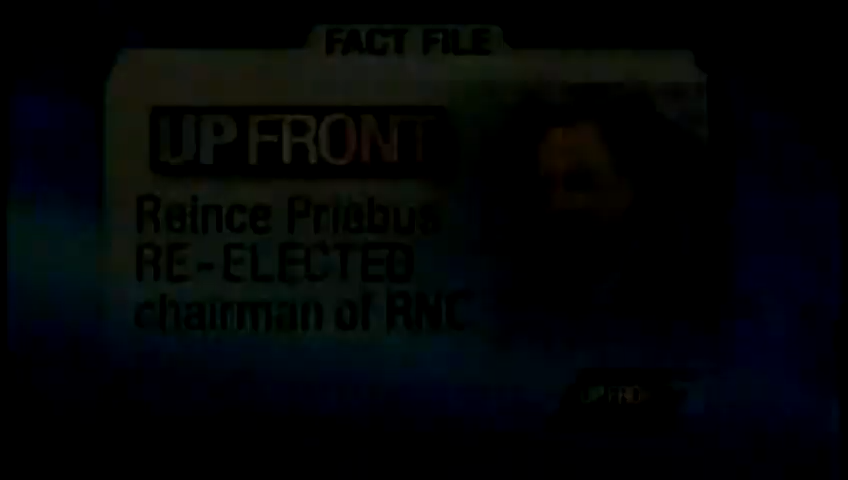 FACT FILE
UP FRONT
Reince Priebus
RE-ELECTED
chairman of RNC
UP FRONT